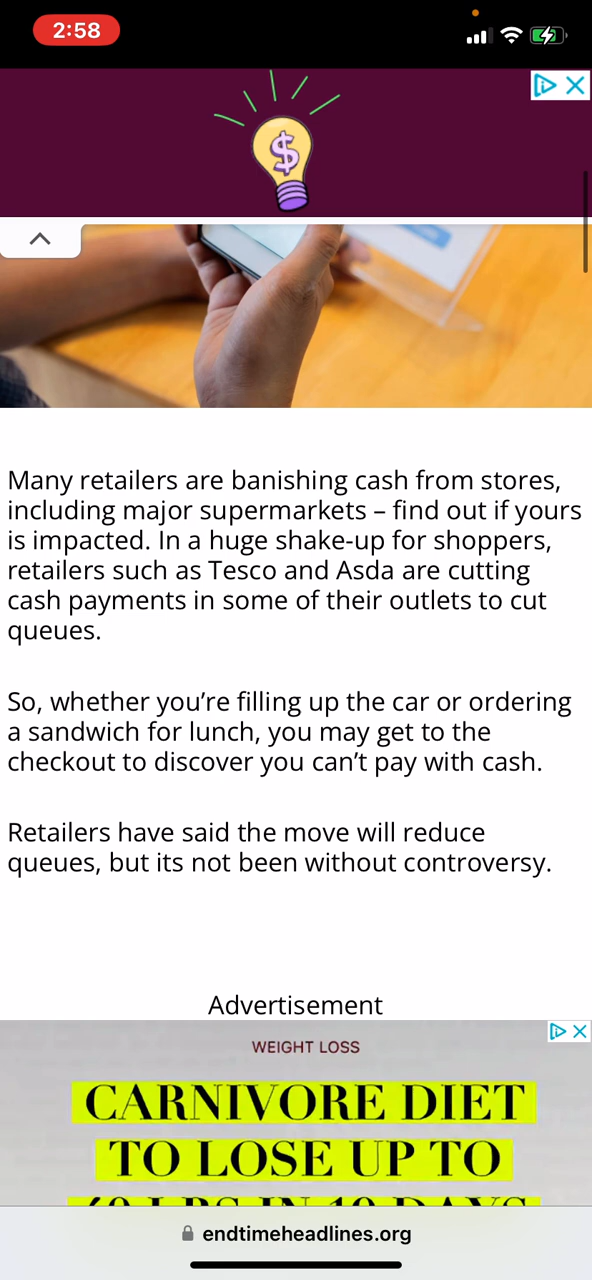 2:58
$
Many retailers are banishing cash from stores,
including major supermarkets – find out if yours
is impacted. In a huge shake-up for shoppers,
retailers such as Tesco and Asda are cutting
cash payments in some of their outlets to cut
queues.
So, whether you’re filling up the car or ordering
a sandwich for lunch, you may get to the
checkout to discover you can’t pay with cash.
Retailers have said the move will reduce
queues, but its not been without controversy.
Advertisement
WEIGHT LOSS
CARNIVORE DIET
TO LOSE UP TO
LBS IN 10 DAYS
endtimeheadlines.org